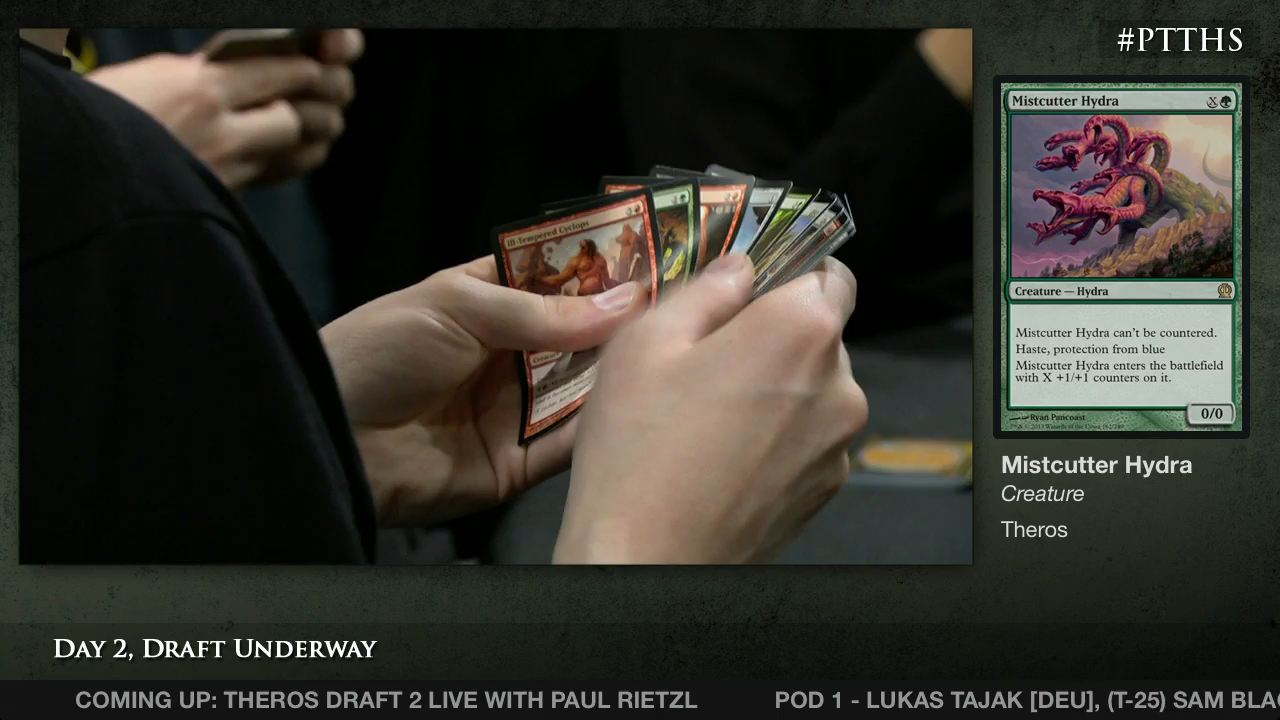 #PTTHS
Ill-Tempered Cyclops
Mistcutter Hydra
X
Creature — Hydra
Mistcutter Hydra can't be countered.
Haste, protection from blue
Mistcutter Hydra enters the battlefield
with X +1/+1 counters on it.
Ryan Pancoast
0/0
Mistcutter Hydra
Creature
Theros
Day 2, Draft Underway
COMING UP: THEROS DRAFT 2 LIVE WITH PAUL RIETZL POD 1 - LUKAS TAJAK [DEU], (T-25) SAM BLA